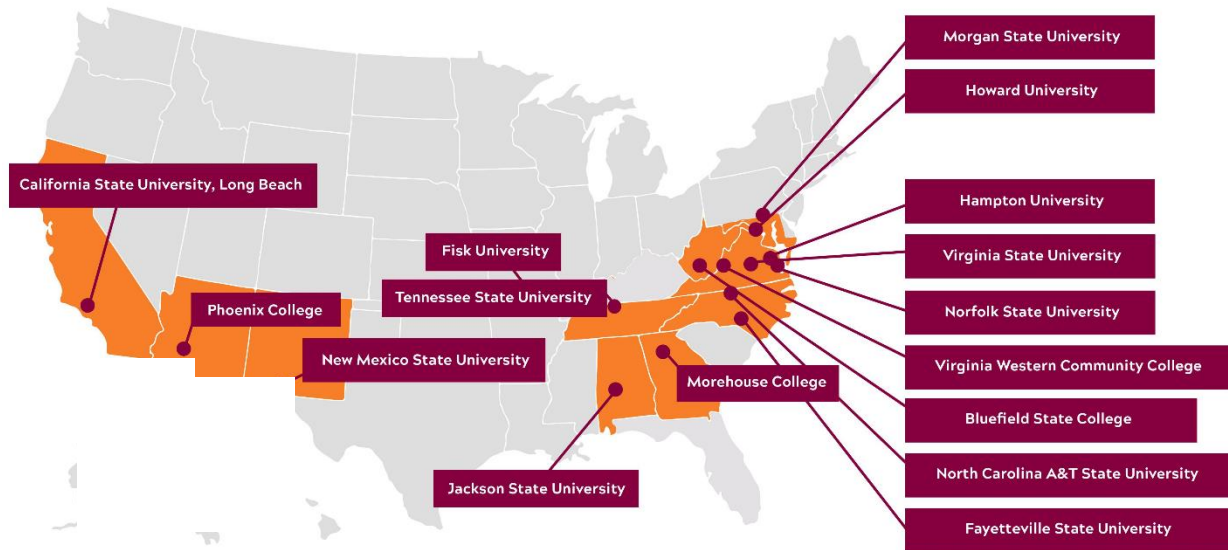 Morgan State University
Howard University
California State University, Long Beach
Hampton University
Fisk University
Virginia State University
Tennessee State University
Phoenix College
Norfolk State University
New Mexico State University
Virginia Western Community College
Morehouse College
Bluefield State College
North Carolina A&T State University
Jackson State University
Fayetteville State University